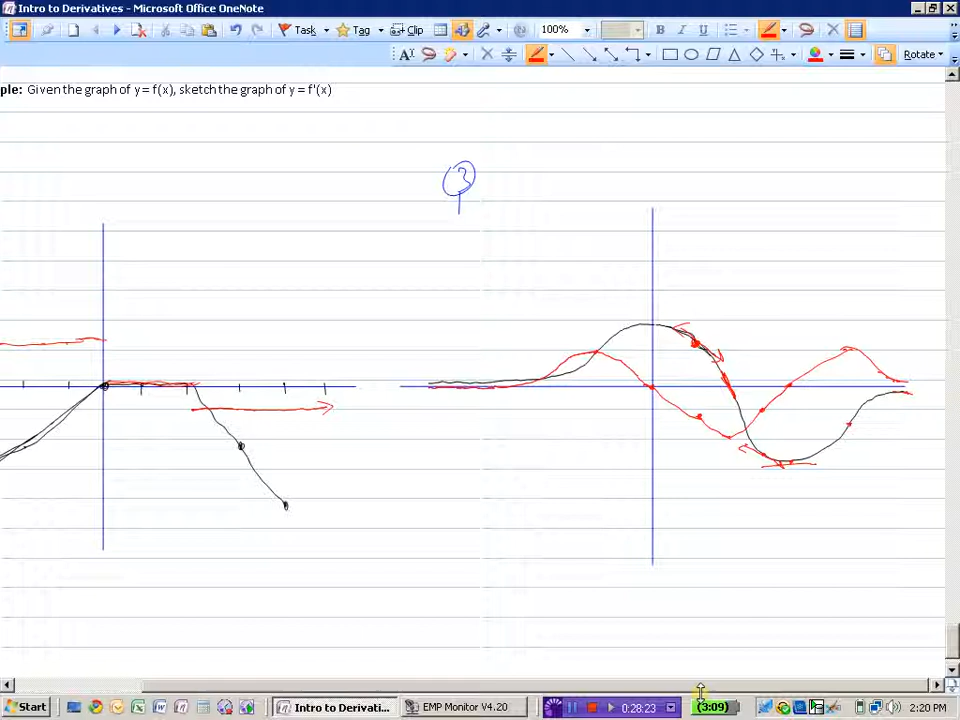 Intro to Derivatives - Microsoft Office OneNote
Task
Tag
Clip
100%
B I U
A
Rotate
ple: Given the graph of y = f(x), sketch the graph of y = f'(x)
3
Start
Intro to Derivati...
EMP Monitor V4.20
0:28:23
(3:09)
2:20 PM